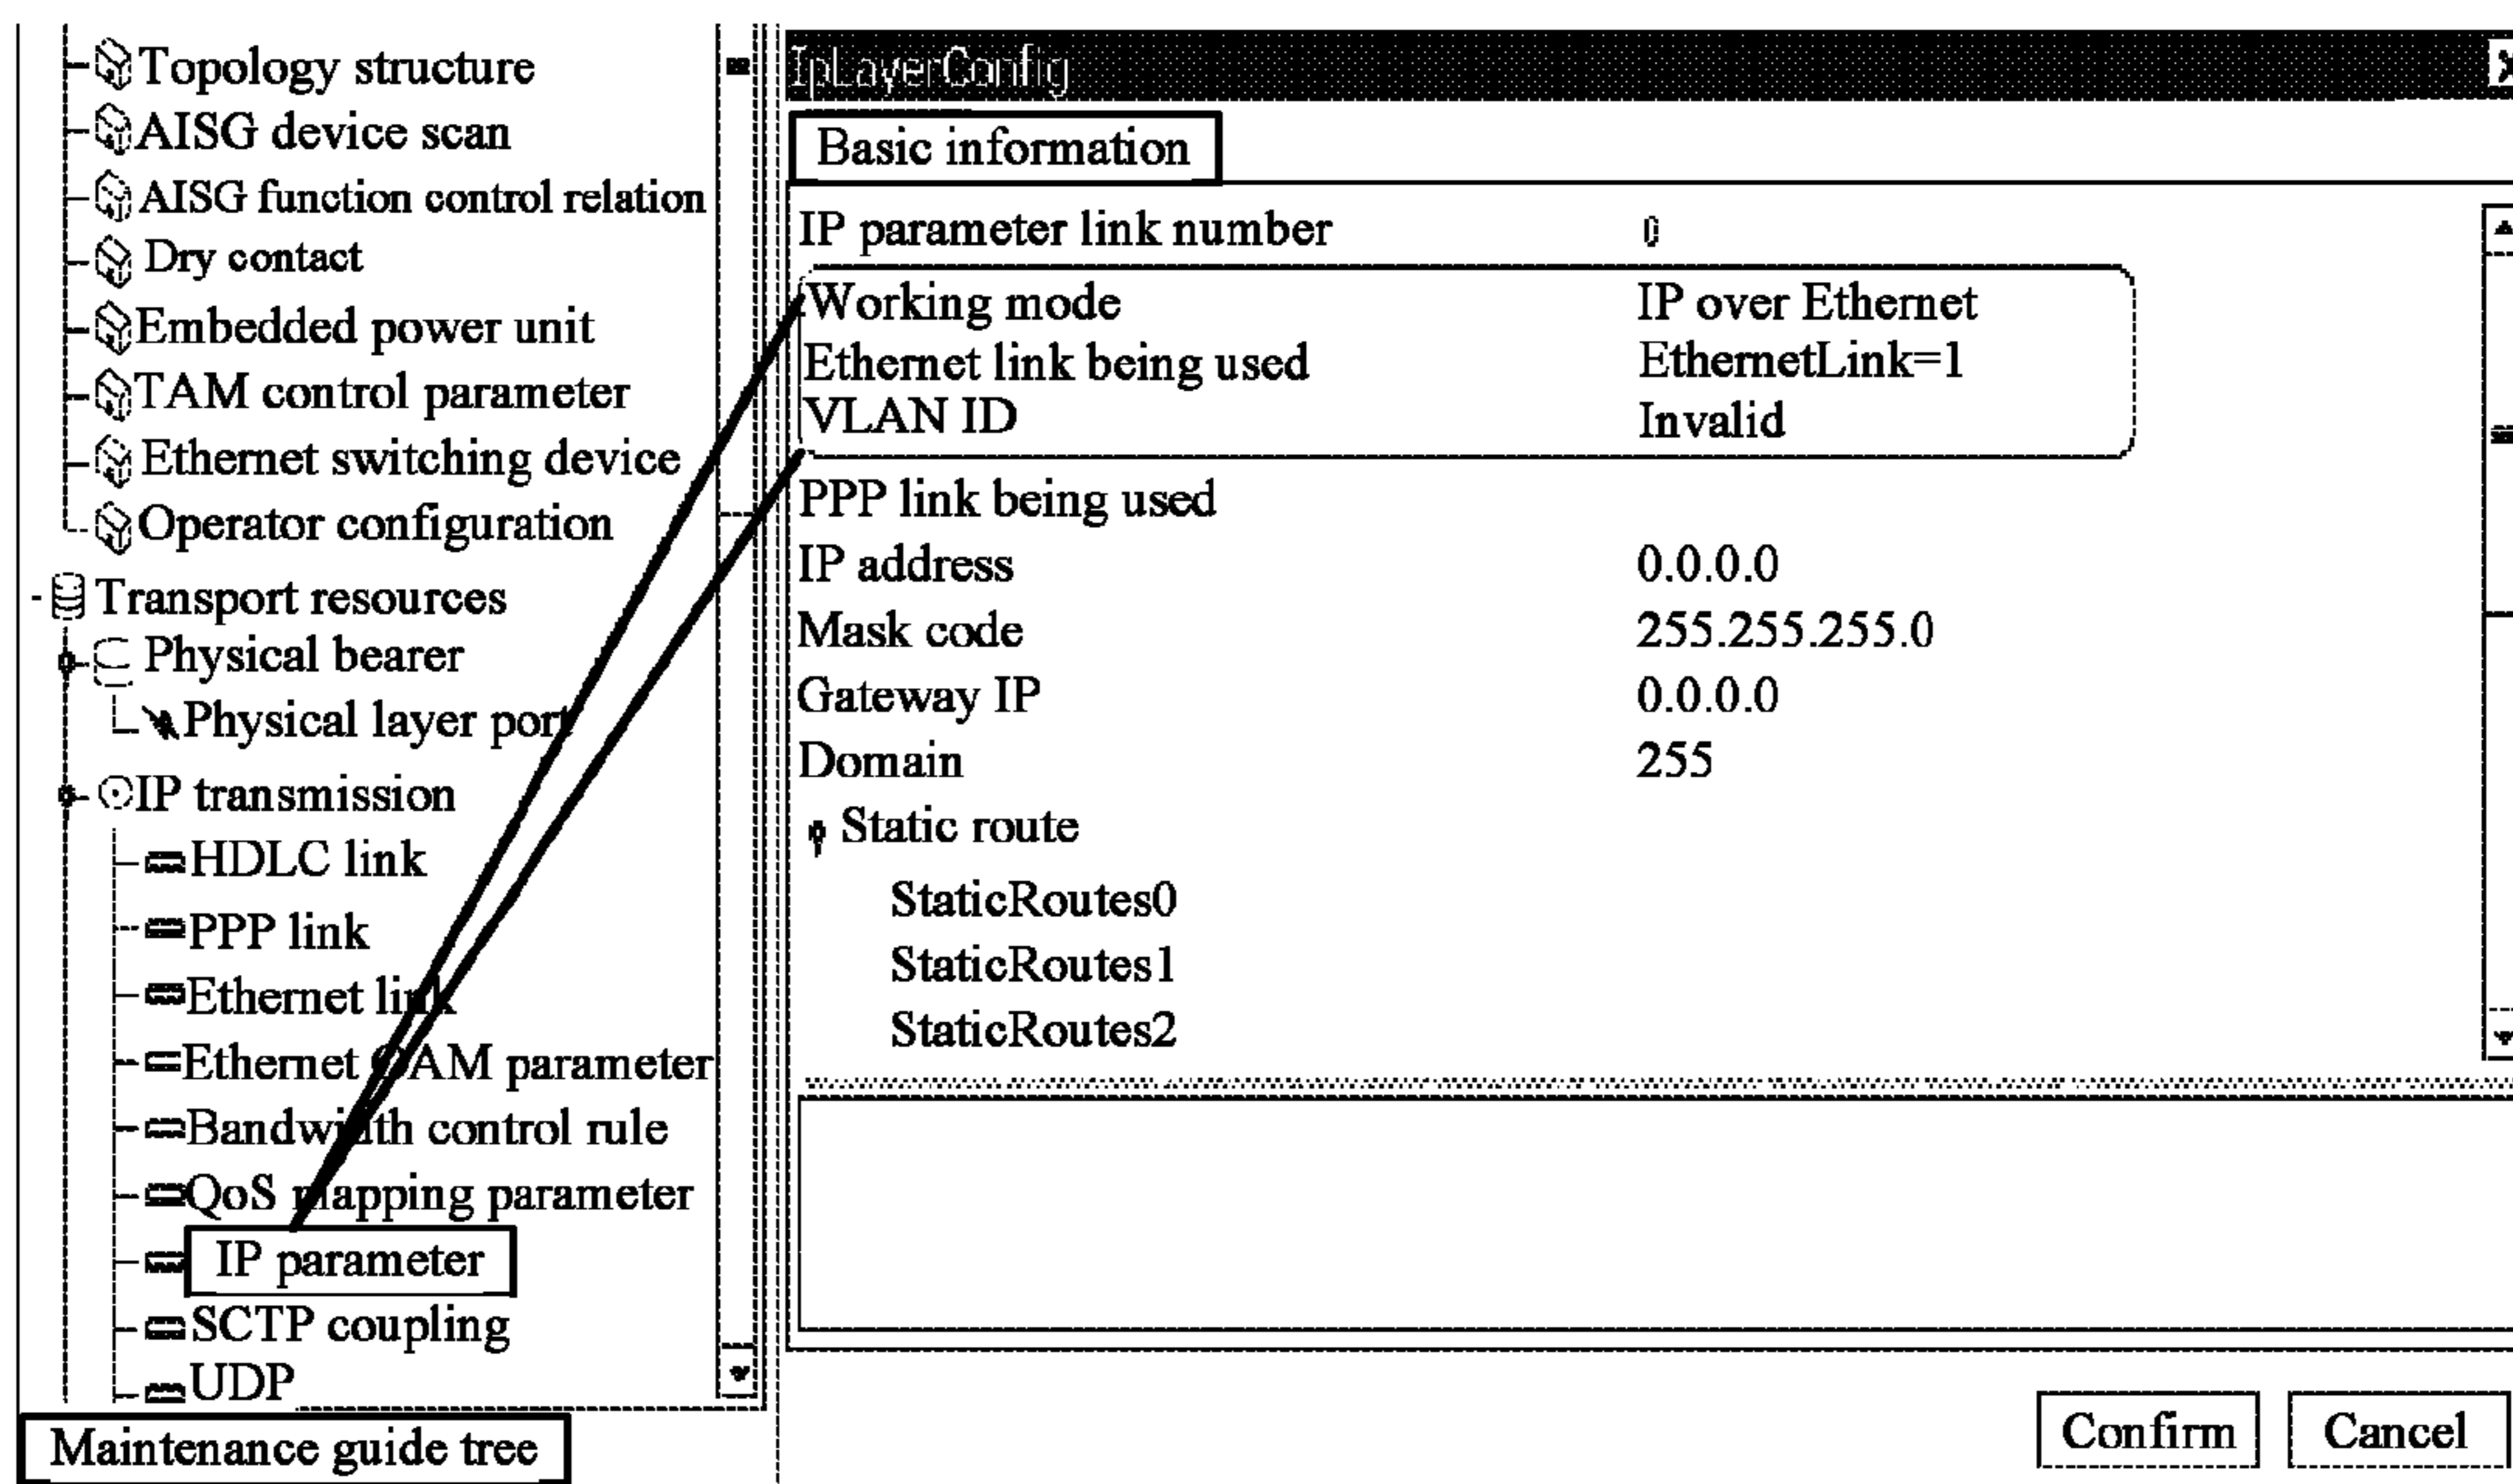 Topology structure
AISG device scan
AISG function control relation
Dry contact
Embedded power unit
TAM control parameter
Ethernet switching device
Operator configuration
Transport resources
Physical bearer
Physical layer port
IP transmission
HDLC link
PPP link
Ethernet link
Ethernet OAM parameter
Bandwidth control rule
QoS mapping parameter
IP parameter
SCTP coupling
UDP
Maintenance guide tree
IpLayerConfig
Basic information
IP parameter link number 0
Working mode IP over Ethernet
Ethernet link being used EthernetLink=1
VLAN ID Invalid
PPP link being used
IP address 0.0.0.0
Mask code 255.255.255.0
Gateway IP 0.0.0.0
Domain 255
Static route
StaticRoutes0
StaticRoutes1
StaticRoutes2
Confirm Cancel